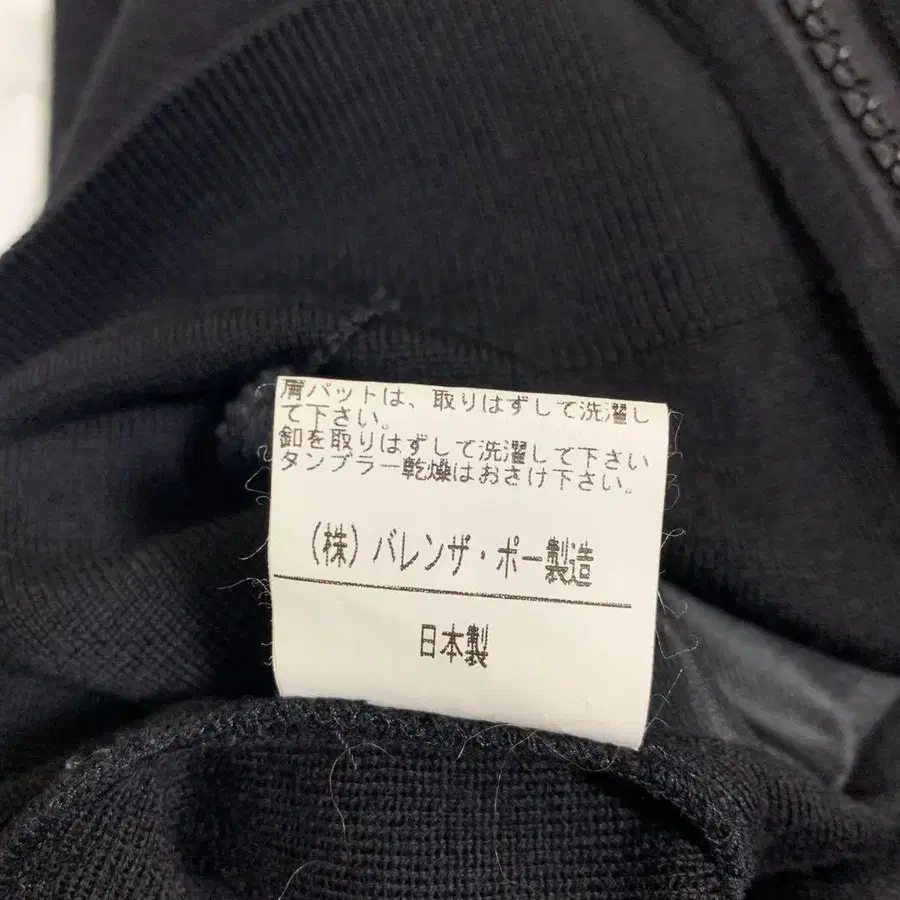 肩パットは、取りはずして洗濯し
て下さい。
釦を取りはずして洗濯して下さい
タンブラー乾燥はおさけ下さい。
(株)バレンザ・ポー製造
日本製